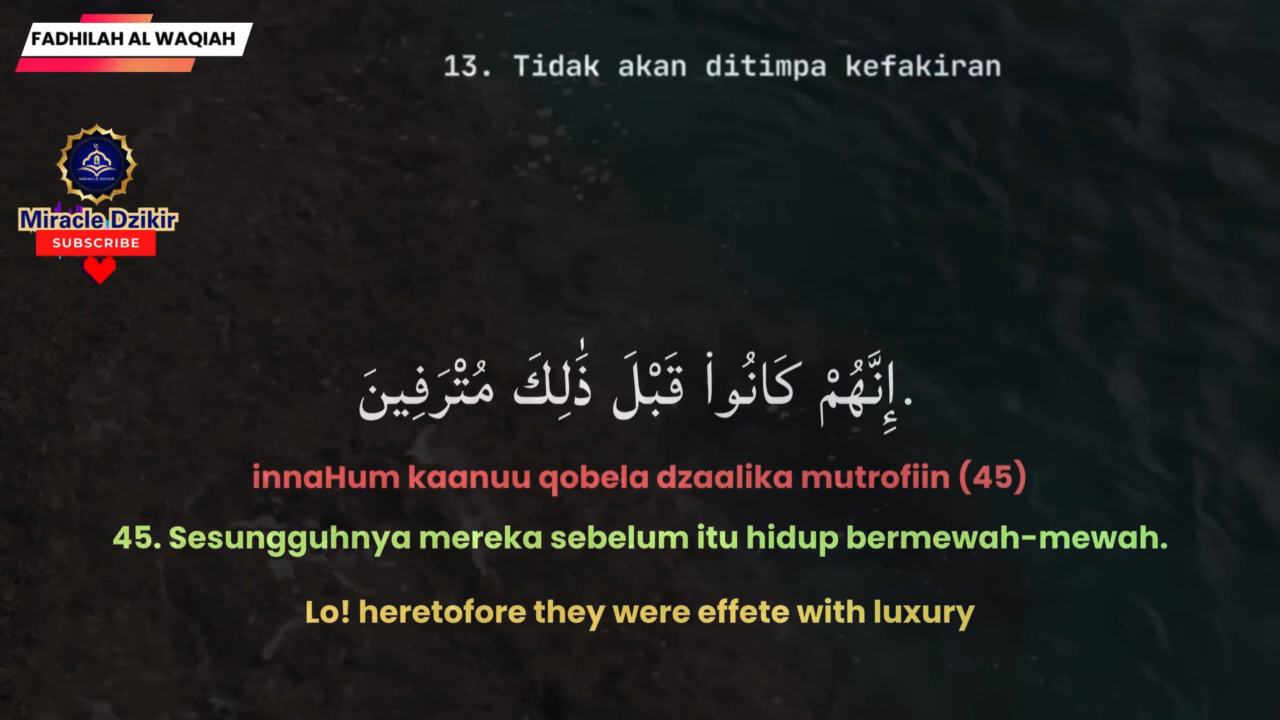 FADHILAH AL WAQIAH
13. Tidak akan ditimpa kefakiran
Miracle Dzikir
SUBSCRIBE
إِنَّهُمْ كَانُوا۟ قَبْلَ ذَٰلِكَ مُتْرَفِينَ.
innaHum kaanuu qobela dzaalika mutrofiin (45)
45. Sesungguhnya mereka sebelum itu hidup bermewah-mewah.
Lo! heretofore they were effete with luxury